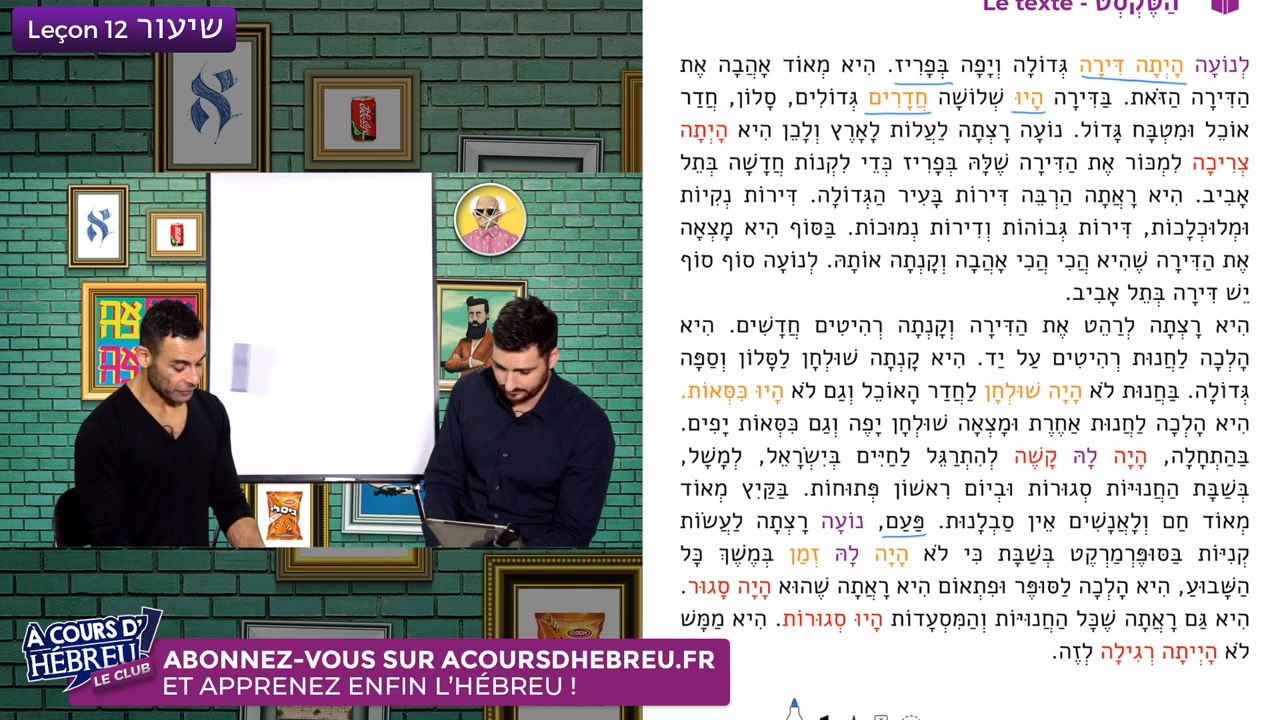 Leçon 12 שיעור
Le texte - הַטֶּקְסְט
לְנוֹעָה הָיְתָה דִּירָה גְּדוֹלָה וְיָפָה בְּפָרִיז. הִיא מְאוֹד אָהֲבָה אֶת
הַדִּירָה הַזֹּאת. בַּדִּירָה הָיוּ שְׁלוֹשָׁה חֲדָרִים גְּדוֹלִים, סָלוֹן, חֲדַר
אוֹכֶל וּמִטְבָּח גָּדוֹל. נוֹעָה רָצְתָה לַעֲלוֹת לָאָרֶץ וְלָכֵן הִיא הָיְתָה
צְרִיכָה לִמְכּוֹר אֶת הַדִּירָה שֶׁלָּהּ בְּפָרִיז כְּדֵי לִקְנוֹת חֲדָשָׁה בְּתֵל
אָבִיב. הִיא רָאֲתָה הַרְבֵּה דִּירוֹת בָּעִיר הַגְּדוֹלָה. דִּירוֹת נְקִיּוֹת
וּמְלוּכְלָכוֹת, דִּירוֹת גְּבוֹהוֹת וְדִירוֹת נְמוּכוֹת. בַּסּוֹף הִיא מָצְאָה
אֶת הַדִּירָה שֶׁהִיא הֲכִי הֲכִי אָהֲבָה וְקָנְתָה אוֹתָהּ. לְנוֹעָה סוֹף סוֹף
יֵשׁ דִּירָה בְּתֵל אָבִיב.
הִיא רָצְתָה לְרַהֵט אֶת הַדִּירָה וְקָנְתָה רְהִיטִים חֲדָשִׁים. הִיא
הָלְכָה לַחֲנוּת רְהִיטִים עַל יַד. הִיא קָנְתָה שׁוּלְחָן לַסָּלוֹן וְסַפָּה
גְּדוֹלָה. בַּחֲנוּת לֹא הָיָה שׁוּלְחָן לַחֲדַר הָאוֹכֶל וְגַם לֹא הָיוּ כִּסְּאוֹת.
הִיא הָלְכָה לַחֲנוּת אַחֶרֶת וּמָצְאָה שׁוּלְחָן יָפֶה וְגַם כִּסְּאוֹת יָפִים.
בַּהַתְחָלָה, הָיָה לָהּ קָשֶׁה לְהִתְרַגֵּל לַחַיִּים בְּיִשְׂרָאֵל, לְמָשָׁל,
בְּשַׁבָּת הַחֲנוּיּוֹת סְגוּרוֹת וּבְיוֹם רִאשׁוֹן פְּתוּחוֹת. בַּקַּיִץ מְאוֹד
מְאוֹד חַם וְלָאֲנָשִׁים אֵין סַבְלָנוּת. פַּעַם, נוֹעָה רָצְתָה לַעֲשׂוֹת
קְנִיּוֹת בַּסּוּפֶּרְמַרְקֶט בְּשַׁבָּת כִּי לֹא הָיָה לָהּ זְמַן בְּמֶשֶׁךְ כָּל
הַשָּׁבוּעַ, הִיא הָלְכָה לַסּוּפֶּר וּפִתְאוֹם הִיא רָאֲתָה שֶׁהוּא הָיָה סָגוּר.
הִיא גַּם רָאֲתָה שֶׁכָּל הַחֲנוּיּוֹת וְהַמִּסְעָדוֹת הָיוּ סְגוּרוֹת. הִיא מַמָּשׁ
לֹא הָיְיתָה רְגִילָה לְזֶה.
A COURS D'
HÉBREU
LE CLUB
ABONNEZ-VOUS SUR ACOURSDHEBREU.FR
ET APPRENEZ ENFIN L'HÉBREU !